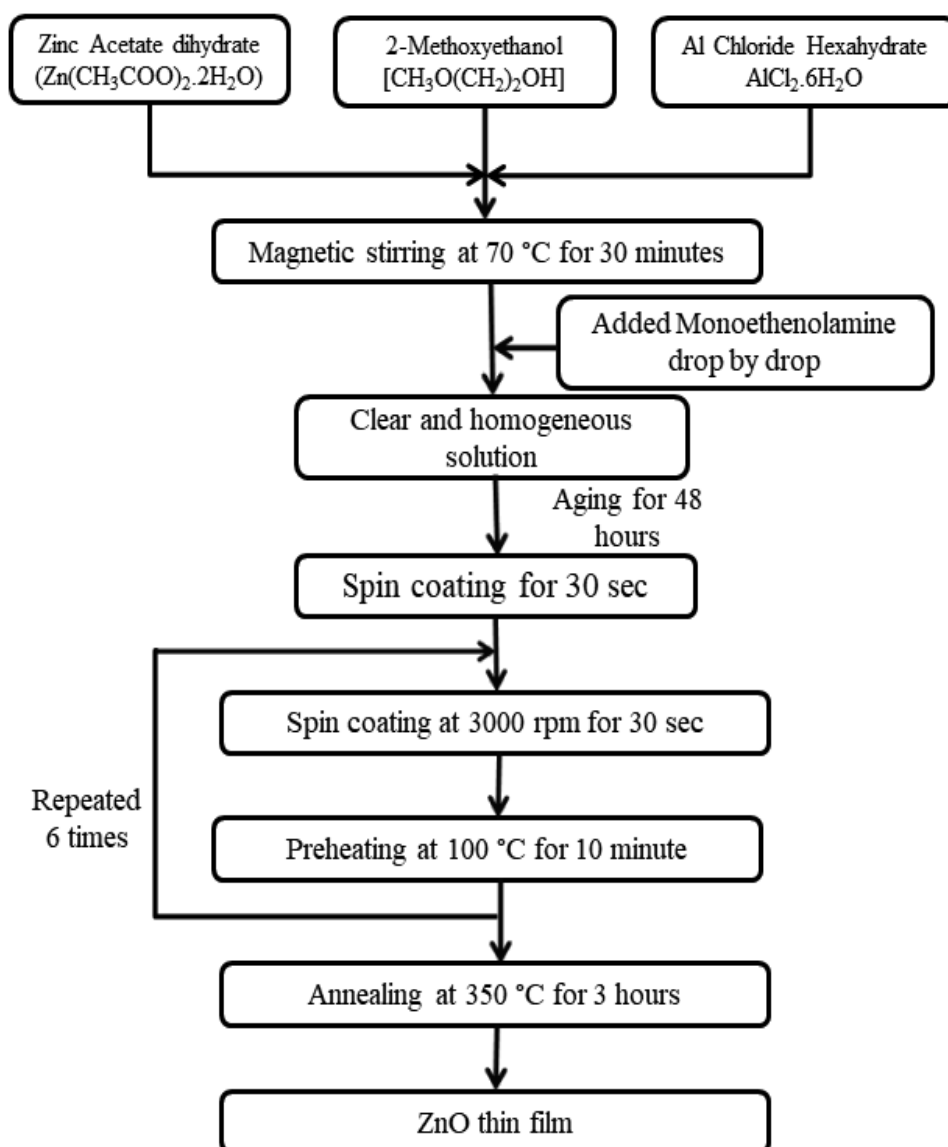 Zinc Acetate dihydrate
(Zn(CH₃COO)₂.2H₂O)
2-Methoxyethanol
[CH₃O(CH₂)₂OH]
Al Chloride Hexahydrate
AlCl₂.6H₂O
Magnetic stirring at 70 °C for 30 minutes
Added Monoethenolamine
drop by drop
Clear and homogeneous
solution
Aging for 48
hours
Spin coating for 30 sec
Spin coating at 3000 rpm for 30 sec
Repeated
6 times
Preheating at 100 °C for 10 minute
Annealing at 350 °C for 3 hours
ZnO thin film